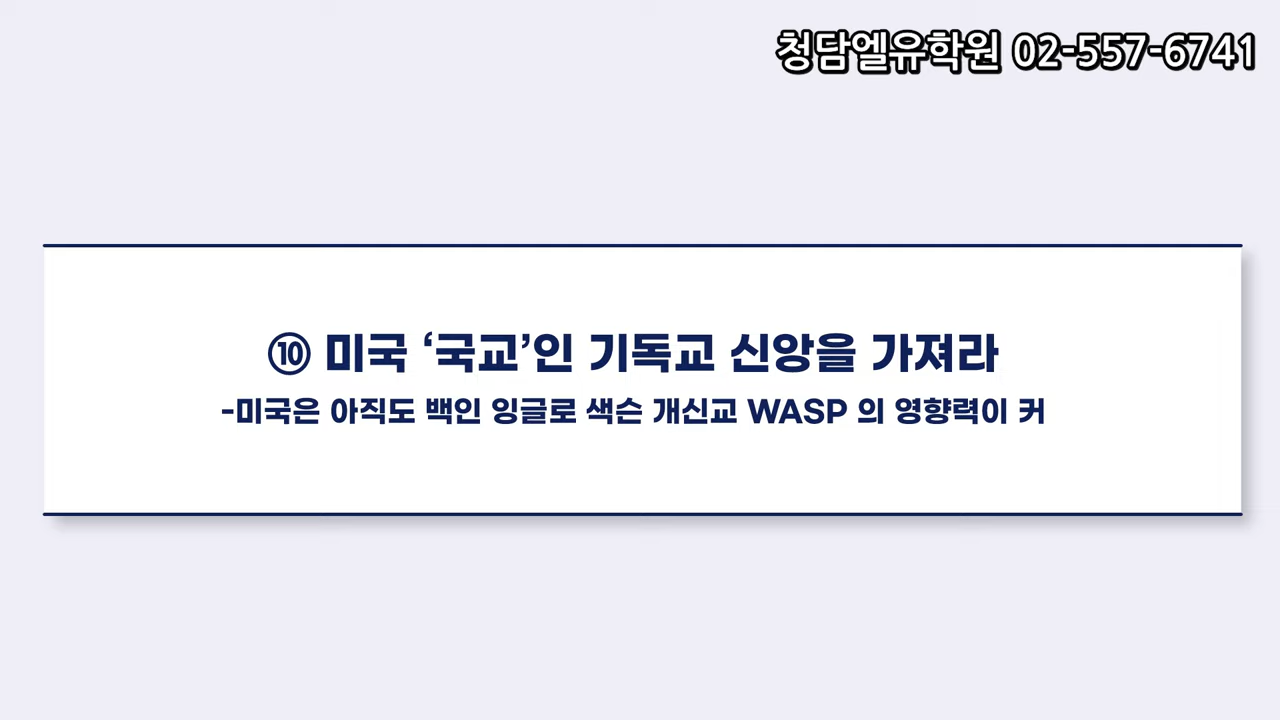 청담엘유학원 02-557-6741
⑩ 미국 ‘국교’인 기독교 신앙을 가져라
-미국은 아직도 백인 잉글로 색슨 개신교 WASP 의 영향력이 커